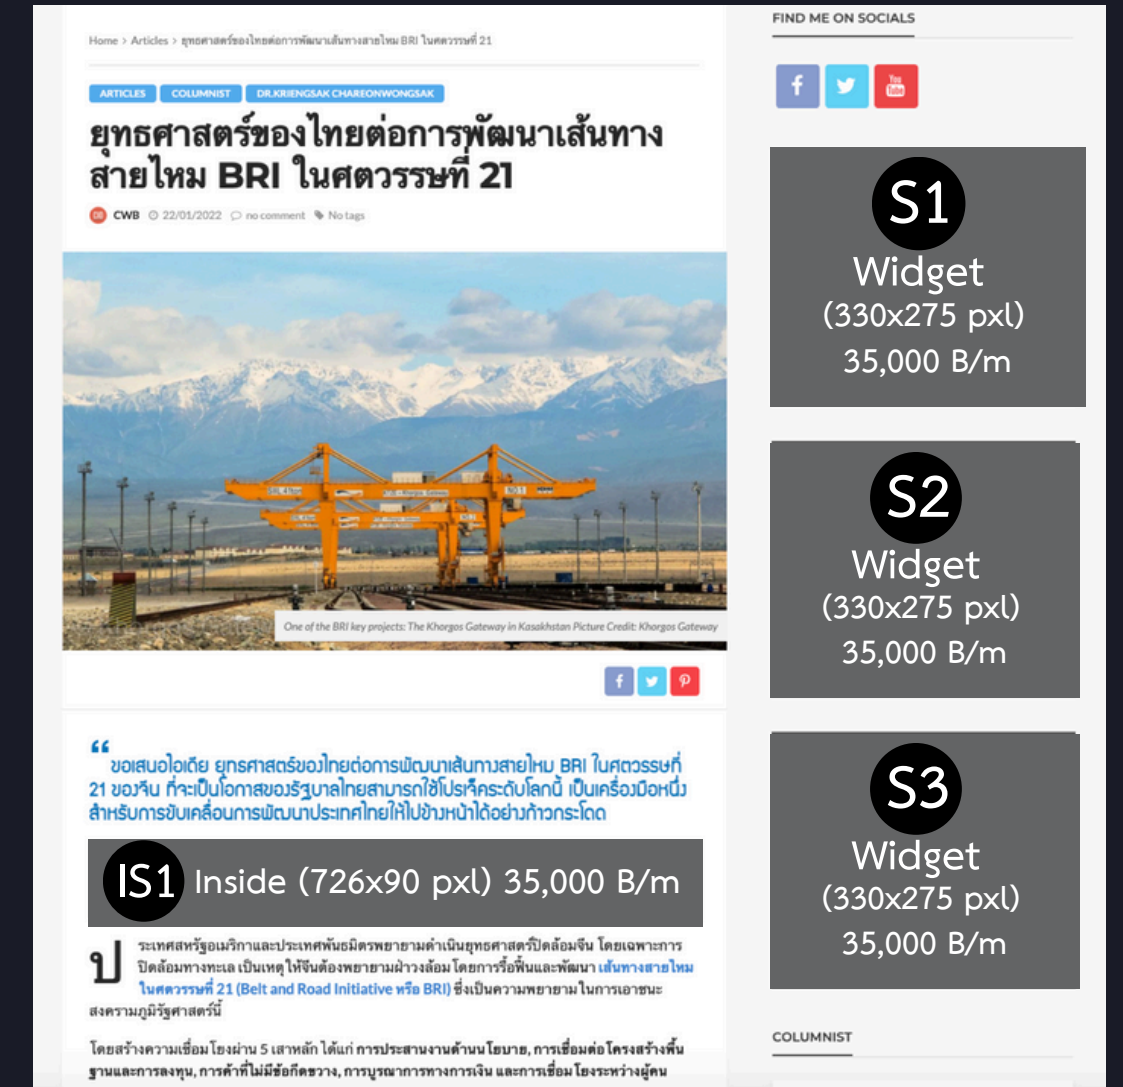 Home > Articles > ยุทธศาสตร์ของไทยต่อการพัฒนาเส้นทางสายไหม BRI ในศตวรรษที่ 21
ARTICLES COLUMNIST DR.KRIENGSAK CHAREONWONGSAK
ยุทธศาสตร์ของไทยต่อการพัฒนาเส้นทาง
สายไหม BRI ในศตวรรษที่ 21
CWB 22/01/2022 no comment No tags
One of the BRI key projects: The Khorgos Gateway in Kasakhstan Picture Credit: Khorgos Gateway
“ ขอเสนอไอเดีย ยุทรศาสตร์ของไทยต่อการพัฒนาเส้นทางสายไหม BRI ในศตวรรษที่
21 ของจีน ที่จะเป็นโอกาสของรัฐบาลไทยสามารถใช้โปรเจ็คระดับโลกนี้ เป็นเครื่องมือหนึ่ง
สำหรับการขับเคลื่อนการพัฒนาประเทศไทยให้ไปข้างหน้าได้อย่างก้าวกระโดด
IS1 Inside (726x90 pxl) 35,000 B/m
ประเทศสหรัฐอเมริกาและประเทศพันธมิตรพยายามดำเนินยุทธศาสตร์ปิดล้อมจีน โดยเฉพาะการ
ปิดล้อมทางทะเล เป็นเหตุให้จีนต้องพยายามฝ่าวงล้อม โดยการรื้อฟื้นและพัฒนา เส้นทางสายไหม
ในศตวรรษที่ 21 (Belt and Road Initiative หรือ BRI) ซึ่งเป็นความพยายามในการเอาชนะ
สงครามภูมิรัฐศาสตร์นี้
โดยสร้างความเชื่อมโยงผ่าน 5 เสาหลัก ได้แก่ การประสานงานด้านนโยบาย, การเชื่อมต่อโครงสร้างพื้น
ฐานและการลงทุน, การค้าที่ไม่มีข้อกีดขวาง, การบูรณาการทางการเงิน และการเชื่อมโยงระหว่างผู้คน
FIND ME ON SOCIALS
You
Tube
S1
Widget
(330x275 pxl)
35,000 B/m
S2
Widget
(330x275 pxl)
35,000 B/m
S3
Widget
(330x275 pxl)
35,000 B/m
COLUMNIST